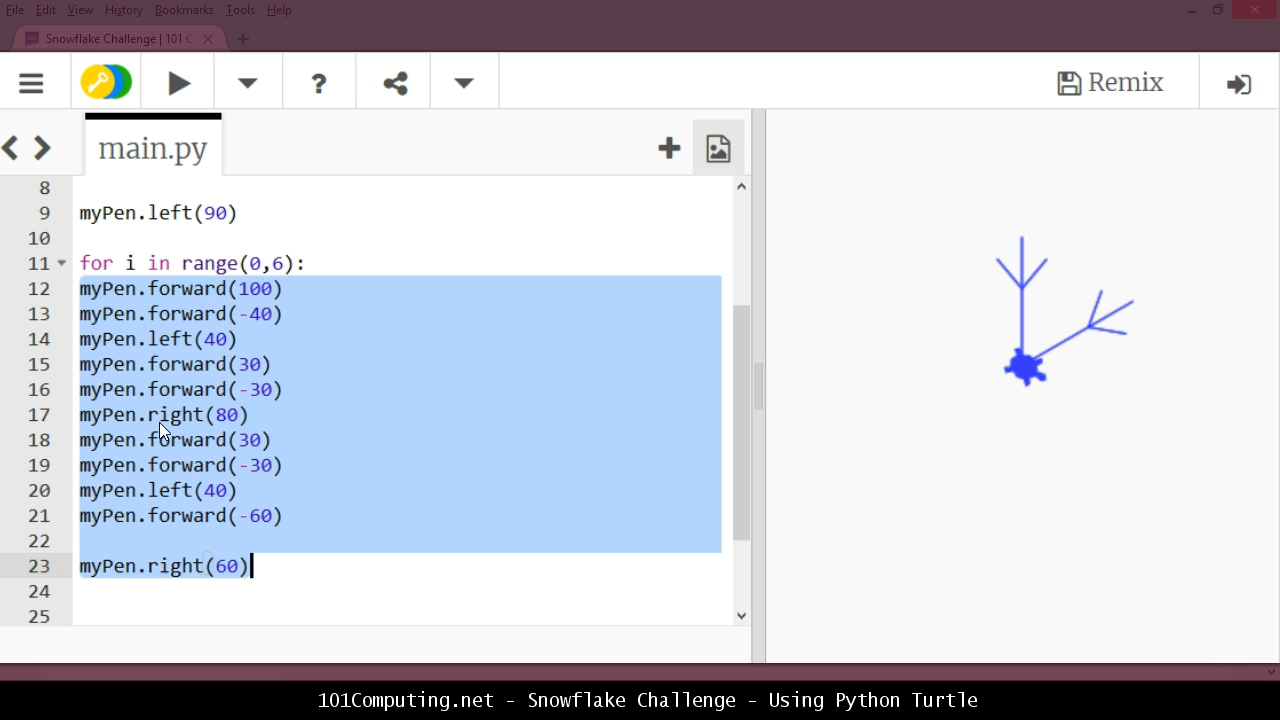 File Edit View History Bookmarks Tools Help
Snowflake Challenge | 101 C
? Remix
main.py
8
9 myPen.left(90)
10
11 for i in range(0,6):
12 myPen.forward(100)
13 myPen.forward(-40)
14 myPen.left(40)
15 myPen.forward(30)
16 myPen.forward(-30)
17 myPen.right(80)
18 myPen.forward(30)
19 myPen.forward(-30)
20 myPen.left(40)
21 myPen.forward(-60)
22
23 myPen.right(60)
24
25
101Computing.net - Snowflake Challenge - Using Python Turtle